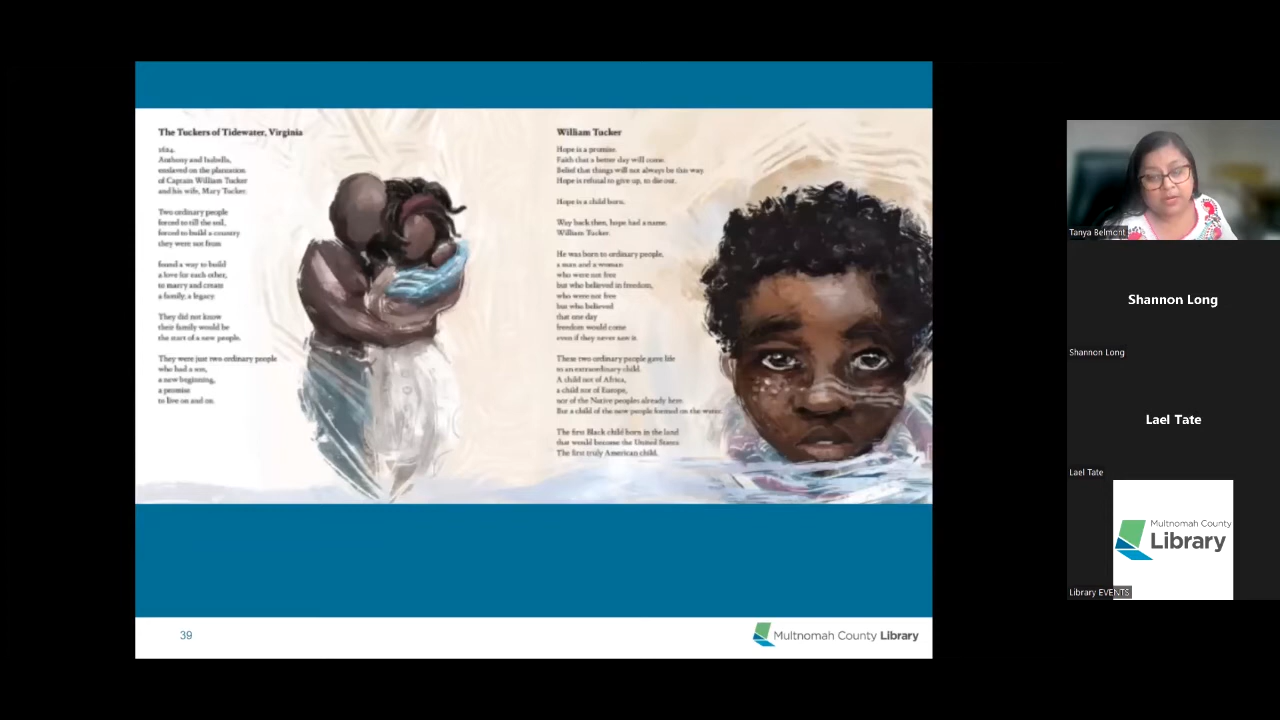 The Tuckers of Tidewater, Virginia
1624.
Anthony and Isabella,
enslaved on the plantation
of Captain William Tucker
and his wife, Mary Tucker.
Two ordinary people
forced to till the soil,
forced to build a country
they were not from
found a way to build
a love for each other,
to marry and create
a family, a legacy.
They did not know
their family would be
the start of a new people.
They were just two ordinary people
who had a son,
a new beginning,
a promise
to live on and on.
William Tucker
Hope is a promise.
Faith that a better day will come.
Belief that things will not always be this way
Hope is refusal to give up, to die out.
Hope is a child born.
Way back then, hope had a name.
William Tucker.
He was born to ordinary people,
a man and a woman
who were not free
but who believed in freedom,
who were not free
but who believed
that one day
freedom would come
even if they never saw it.
These two ordinary people gave life
to an extraordinary child.
A child not of Africa,
a child not of Europe,
nor of the Native peoples already here
But a child of the new people formed on the water.
The first Black child born in the land
that would become the United States
The first truly American child.
39
Multnomah County Library
Tanya Belmont
Shannon Long
Shannon Long
Lael Tate
Lael Tate
Multnomah County
Library
Library EVENTS